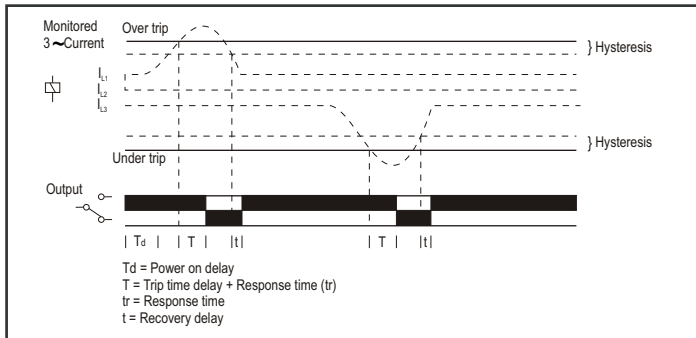 Monitored
3~Current
Over trip
} Hysteresis
IL1
IL2
IL3
} Hysteresis
Under trip
Output
| Td | | T | |t| | T | |t|
Td = Power on delay
T = Trip time delay + Response time (tr)
tr = Response time
t = Recovery delay